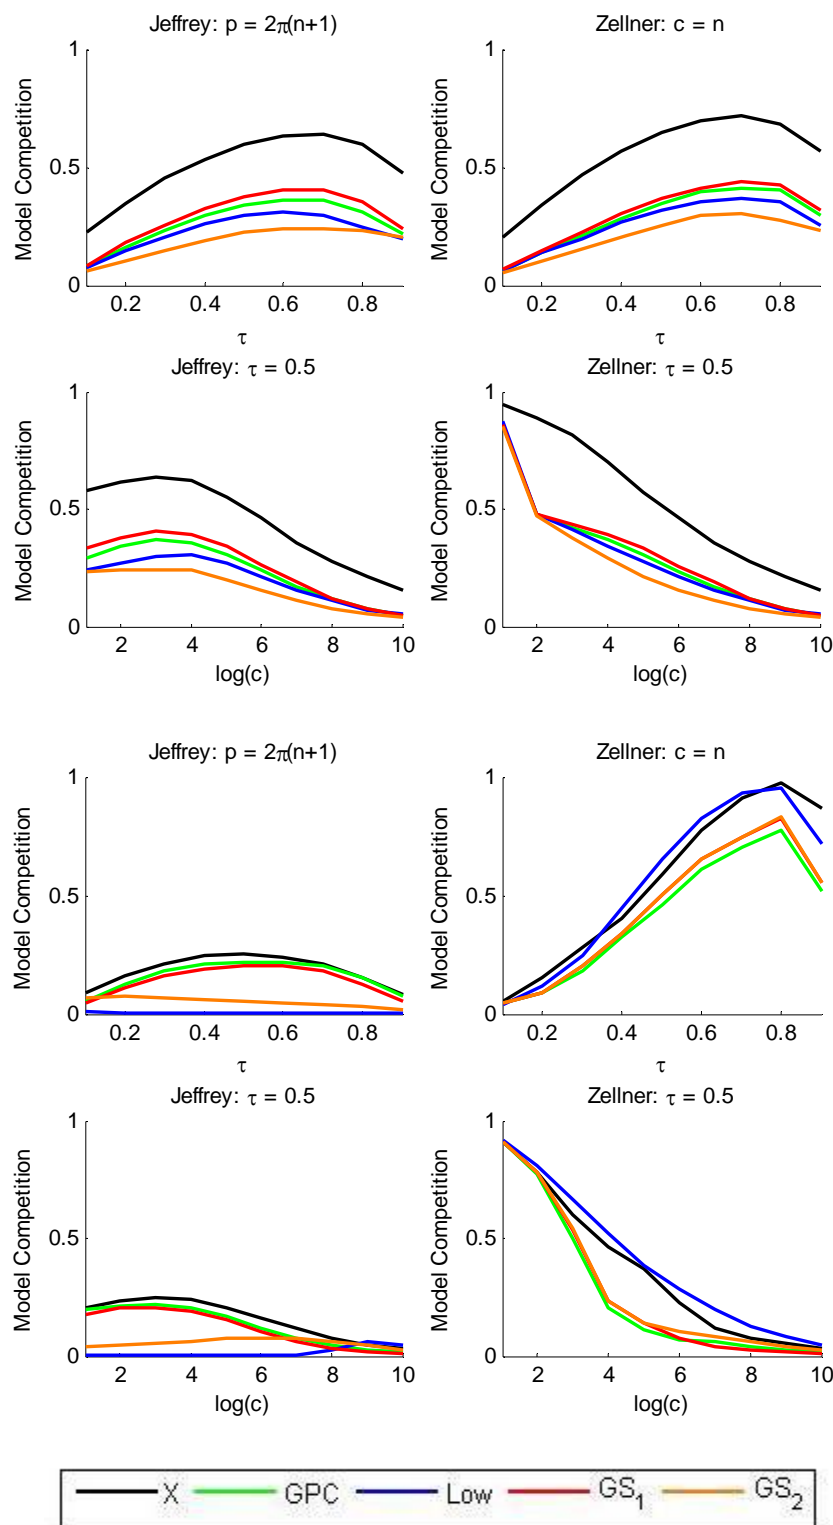 Jeffrey: p = 2π(n+1)
Zellner: c = n
Model Competition
1
0.5
0
0.2 0.4 0.6 0.8
τ
Model Competition
1
0.5
0
0.2 0.4 0.6 0.8
τ
Jeffrey: τ = 0.5
Zellner: τ = 0.5
Model Competition
1
0.5
0
2 4 6 8 10
log(c)
Model Competition
1
0.5
0
2 4 6 8 10
log(c)
Jeffrey: p = 2π(n+1)
Zellner: c = n
Model Competition
1
0.5
0
0.2 0.4 0.6 0.8
τ
Model Competition
1
0.5
0
0.2 0.4 0.6 0.8
τ
Jeffrey: τ = 0.5
Zellner: τ = 0.5
Model Competition
1
0.5
0
2 4 6 8 10
log(c)
Model Competition
1
0.5
0
2 4 6 8 10
log(c)
X GPC Low GS₁ GS₂